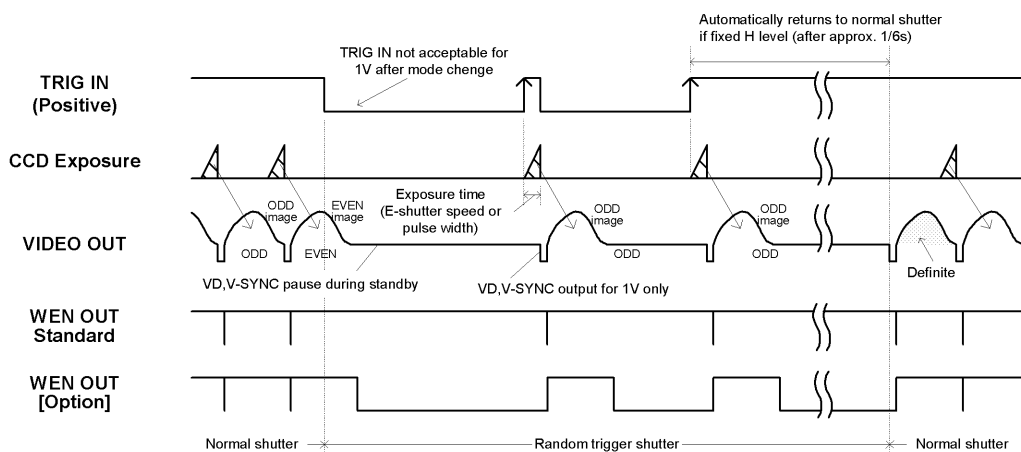 Automatically returns to normal shutter
if fixed H level (after approx. 1/6s)
TRIG IN not acceptable for
1V after mode chenge
TRIG IN
(Positive)
CCD Exposure
Exposure time
(E-shutter speed or
pulse width)
ODD
image
EVEN
image
ODD
image
ODD
image
VIDEO OUT
ODD
EVEN
ODD
ODD
Definite
VD,V-SYNC pause during standby
VD,V-SYNC output for 1V only
WEN OUT
Standard
WEN OUT
[Option]
Normal shutter
Random trigger shutter
Normal shutter